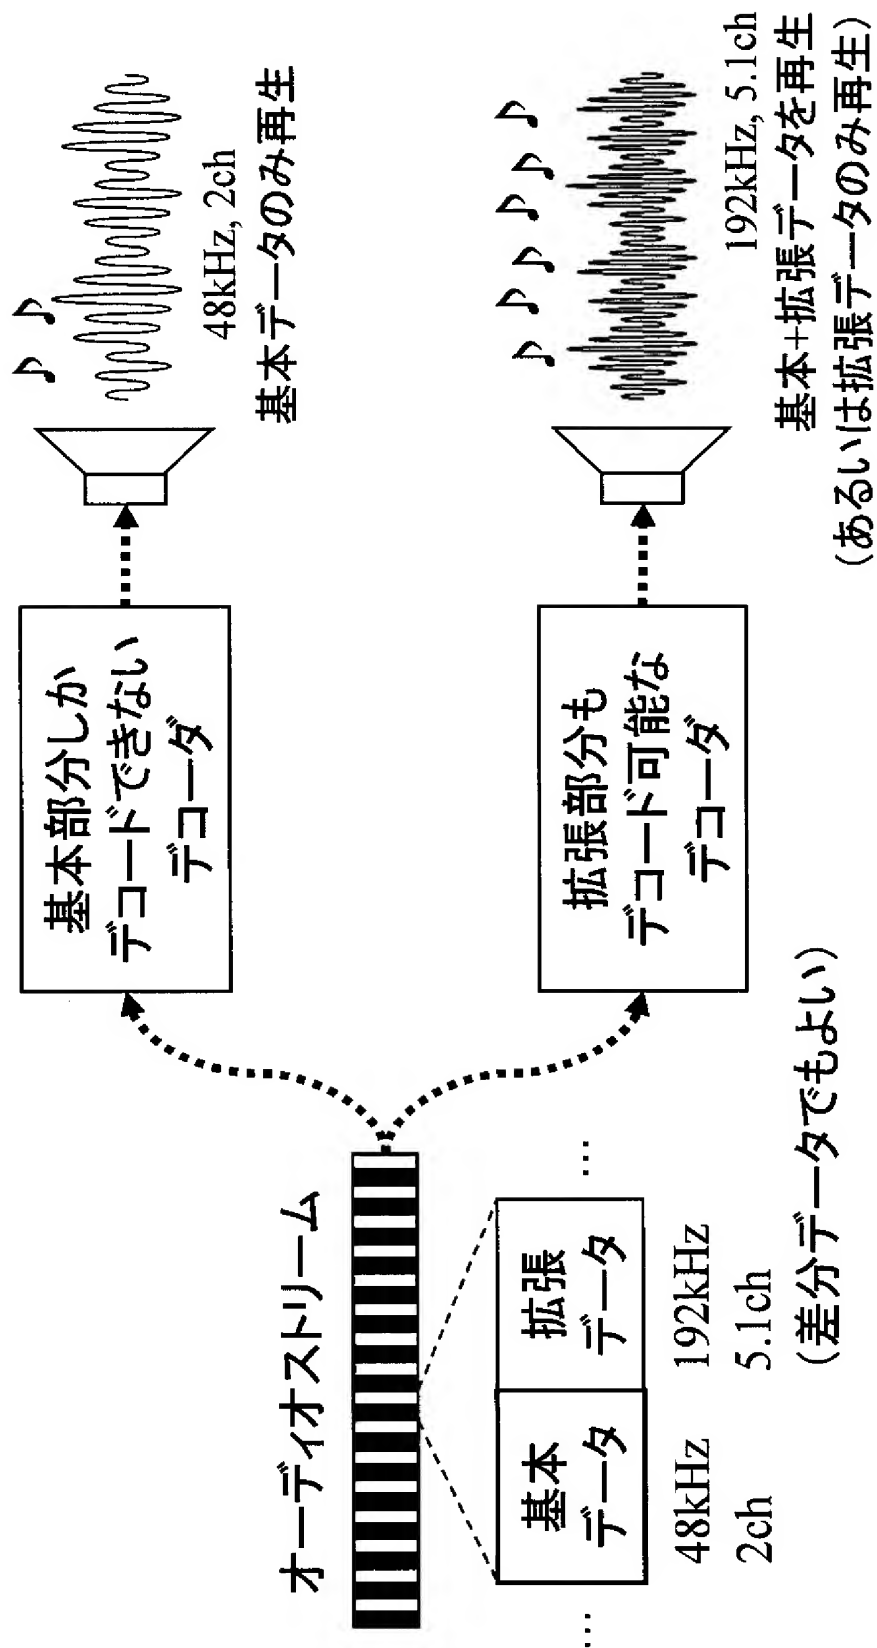 オーディオストリーム
…
基本
データ
拡張
データ
…
48kHz
2ch
192kHz
5.1ch
(差分データでもよい)
基本部分しか
デコードできない
デコーダ
48kHz, 2ch
基本データのみ再生
拡張部分も
デコード可能な
デコーダ
192kHz, 5.1ch
基本+拡張データを再生
(あるいは拡張データのみ再生)